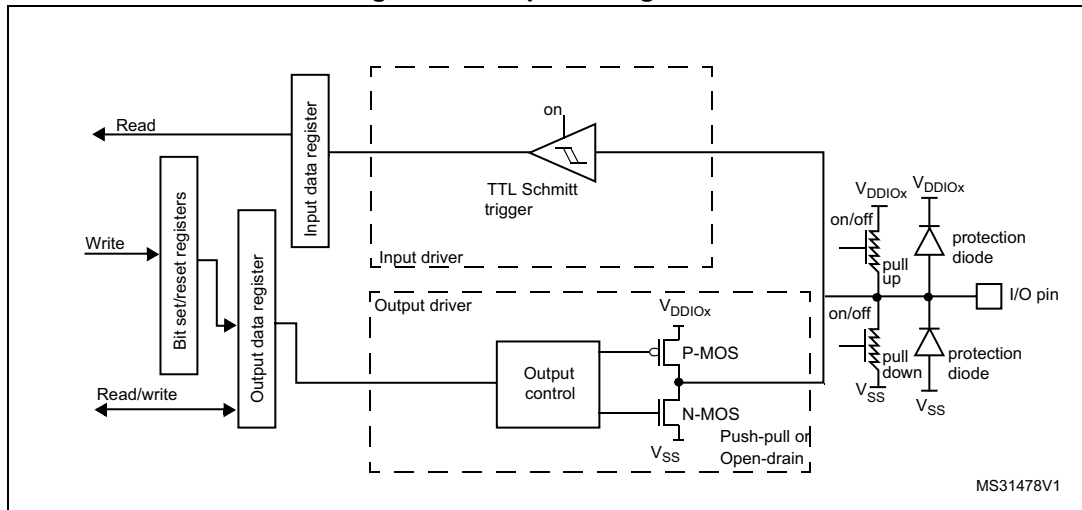 Read
Input data register
on
TTL Schmitt
trigger
Input driver
Write
Bit set/reset registers
Output data register
Read/write
Output driver
VDDIOx
Output
control
P-MOS
N-MOS
VSS
Push-pull or
Open-drain
VDDIOx
VDDIOx
on/off
pull
up
protection
diode
I/O pin
on/off
pull
down
protection
diode
VSS
VSS
MS31478V1